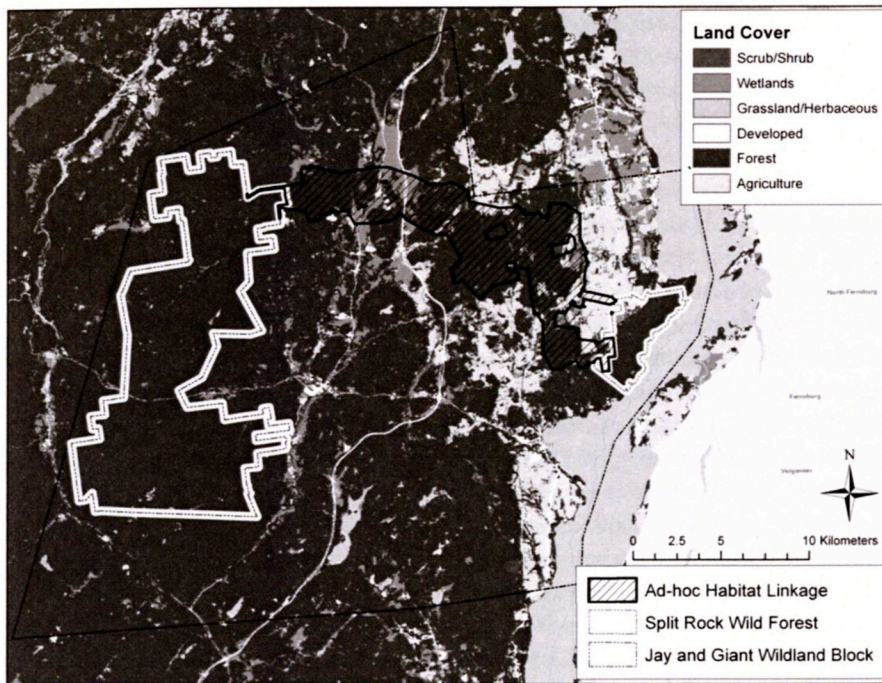 Land Cover
Scrub/Shrub
Wetlands
Grassland/Herbaceous
Developed
Forest
Agriculture
North Ferrisburg
Ferrisburg
Vergennes
N
0 2.5 5 10 Kilometers
Ad-hoc Habitat Linkage
Split Rock Wild Forest
Jay and Giant Wildland Block